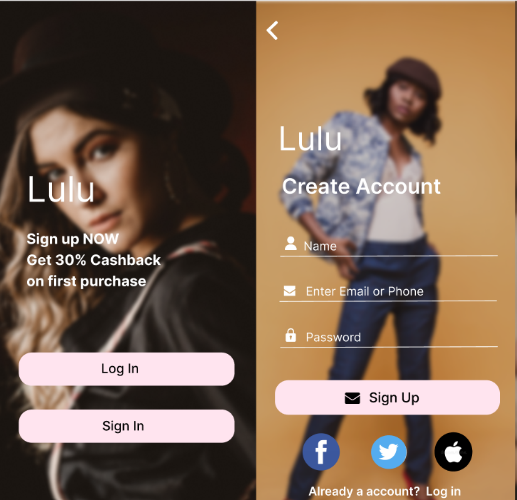 Lulu
Sign up NOW
Get 30% Cashback
on first purchase
Log In
Sign In
Lulu
Create Account
Name
Enter Email or Phone
Password
Sign Up
Already a account? Log in